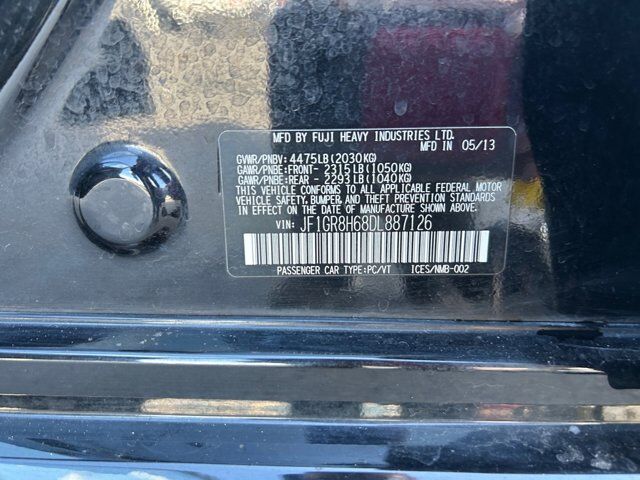 MFD BY FUJI HEAVY INDUSTRIES LTD.
MFD IN 05/13
GVWR/PNBV: 4475LB(2030KG)
GAWR/PNBE:FRONT- 2315LB(1050KG)
GAWR/PNBE:REAR - 2293LB(1040KG)
THIS VEHICLE CONFORMS TO ALL APPLICABLE FEDERAL MOTOR
VEHICLE SAFETY, BUMPER, AND THEFT PREVENTION STANDARDS
IN EFFECT ON THE DATE OF MANUFACTURE SHOWN ABOVE.
VIN: JF1GR8H68DL887126
PASSENGER CAR TYPE:PC/VT ICES/NMB-002